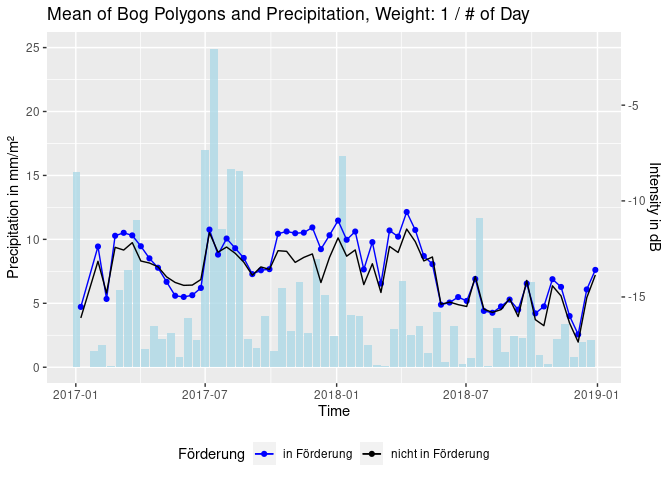 Mean of Bog Polygons and Precipitation, Weight: 1 / # of Day
25
20
15
10
5
0
Precipitation in mm/m²
-5
-10
-15
Intensity in dB
2017-01 2017-07 2018-01 2018-07 2019-01
Time
Förderung in Förderung nicht in Förderung